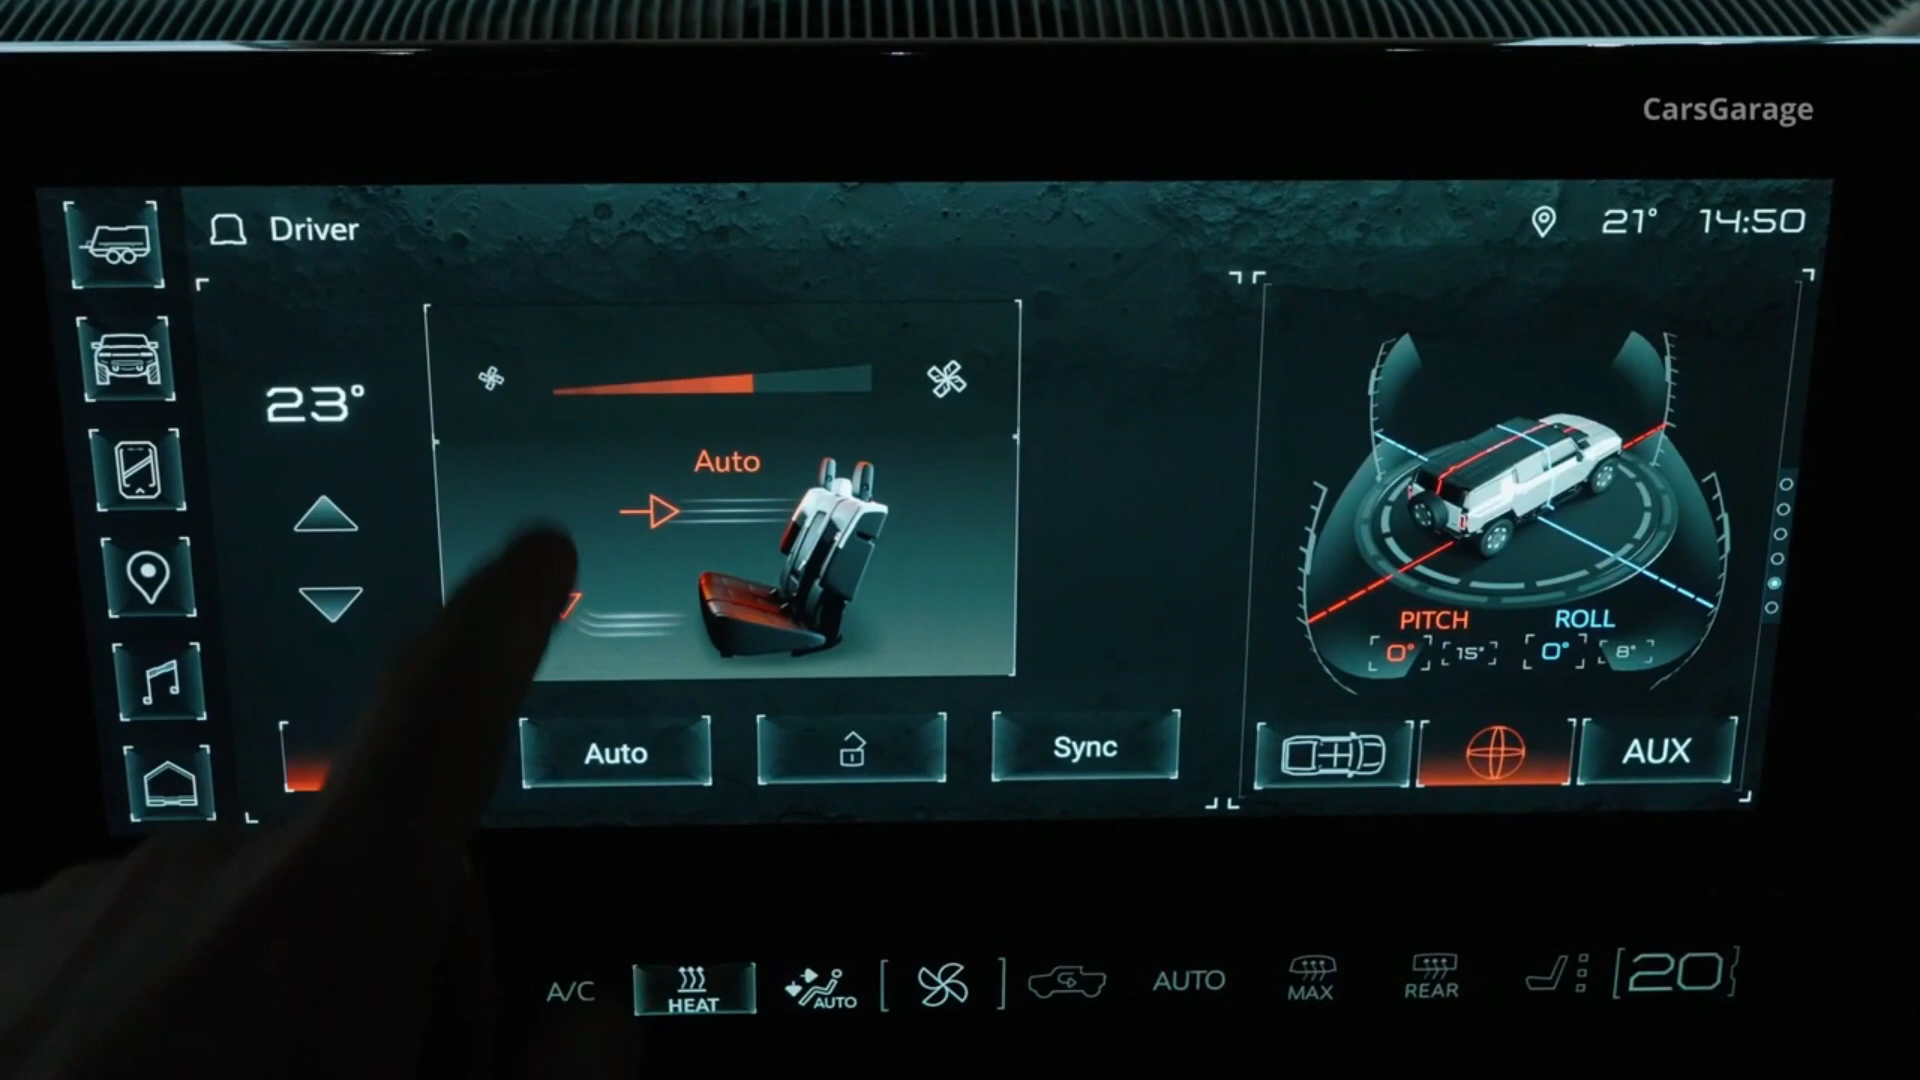 CarsGarage
Driver
21° 14:50
23°
Auto
PITCH ROLL
0° 15° 0° 8°
Auto Sync AUX
A/C HEAT AUTO AUTO MAX REAR 20